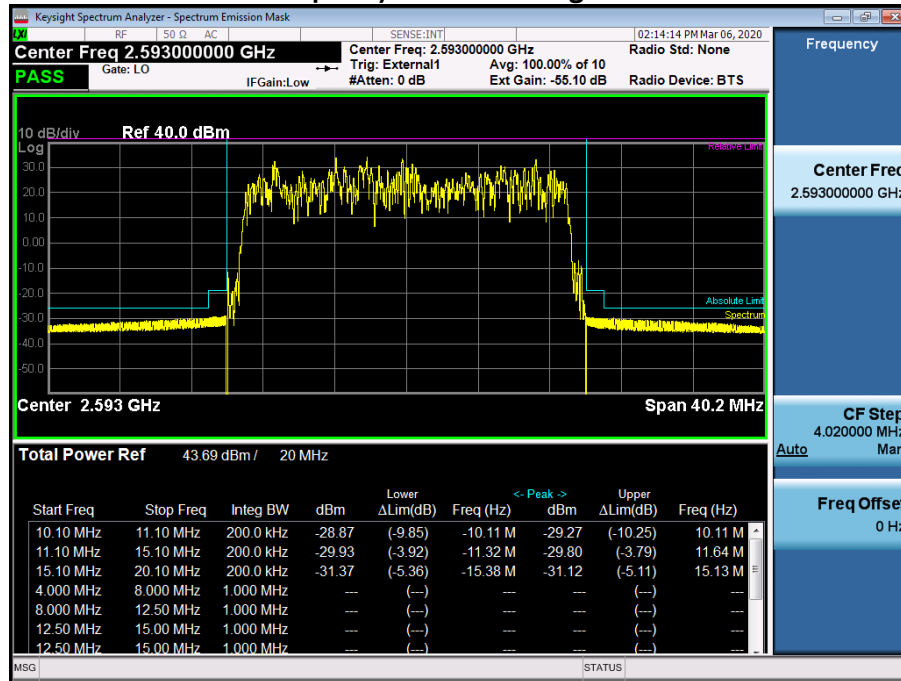 Keysight Spectrum Analyzer - Spectrum Emission Mask
LXI RF 50 Ω AC SENSE:INT 02:14:14 PM Mar 06, 2020
Center Freq 2.593000000 GHz
Gate: LO
PASS
IFGain:Low
Center Freq: 2.593000000 GHz
Trig: External1 Avg: 100.00% of 10
#Atten: 0 dB Ext Gain: -55.10 dB
Radio Std: None
Radio Device: BTS
10 dB/div Ref 40.0 dBm
Log
Relative Limit
30.0
20.0
10.0
0.00
-10.0
-20.0
Absolute Limit
-30.0
Spectrum
-40.0
-50.0
Center 2.593 GHz Span 40.2 MHz
Total Power Ref 43.69 dBm / 20 MHz
Lower <- Peak -> Upper
Start Freq Stop Freq Integ BW dBm ΔLim(dB) Freq (Hz) dBm ΔLim(dB) Freq (Hz)
10.10 MHz 11.10 MHz 200.0 kHz -28.87 (-9.85) -10.11 M -29.27 (-10.25) 10.11 M
11.10 MHz 15.10 MHz 200.0 kHz -29.93 (-3.92) -11.32 M -29.80 (-3.79) 11.64 M
15.10 MHz 20.10 MHz 200.0 kHz -31.37 (-5.36) -15.38 M -31.12 (-5.11) 15.13 M
4.000 MHz 8.000 MHz 1.000 MHz --- (---) --- --- (---) ---
8.000 MHz 12.50 MHz 1.000 MHz --- (---) --- --- (---) ---
12.50 MHz 15.00 MHz 1.000 MHz --- (---) --- --- (---) ---
12.50 MHz 15.00 MHz 1.000 MHz --- (---) --- --- (---) ---
MSG STATUS
Frequency
Center Freq
2.593000000 GHz
CF Step
4.020000 MHz
Auto Man
Freq Offset
0 Hz